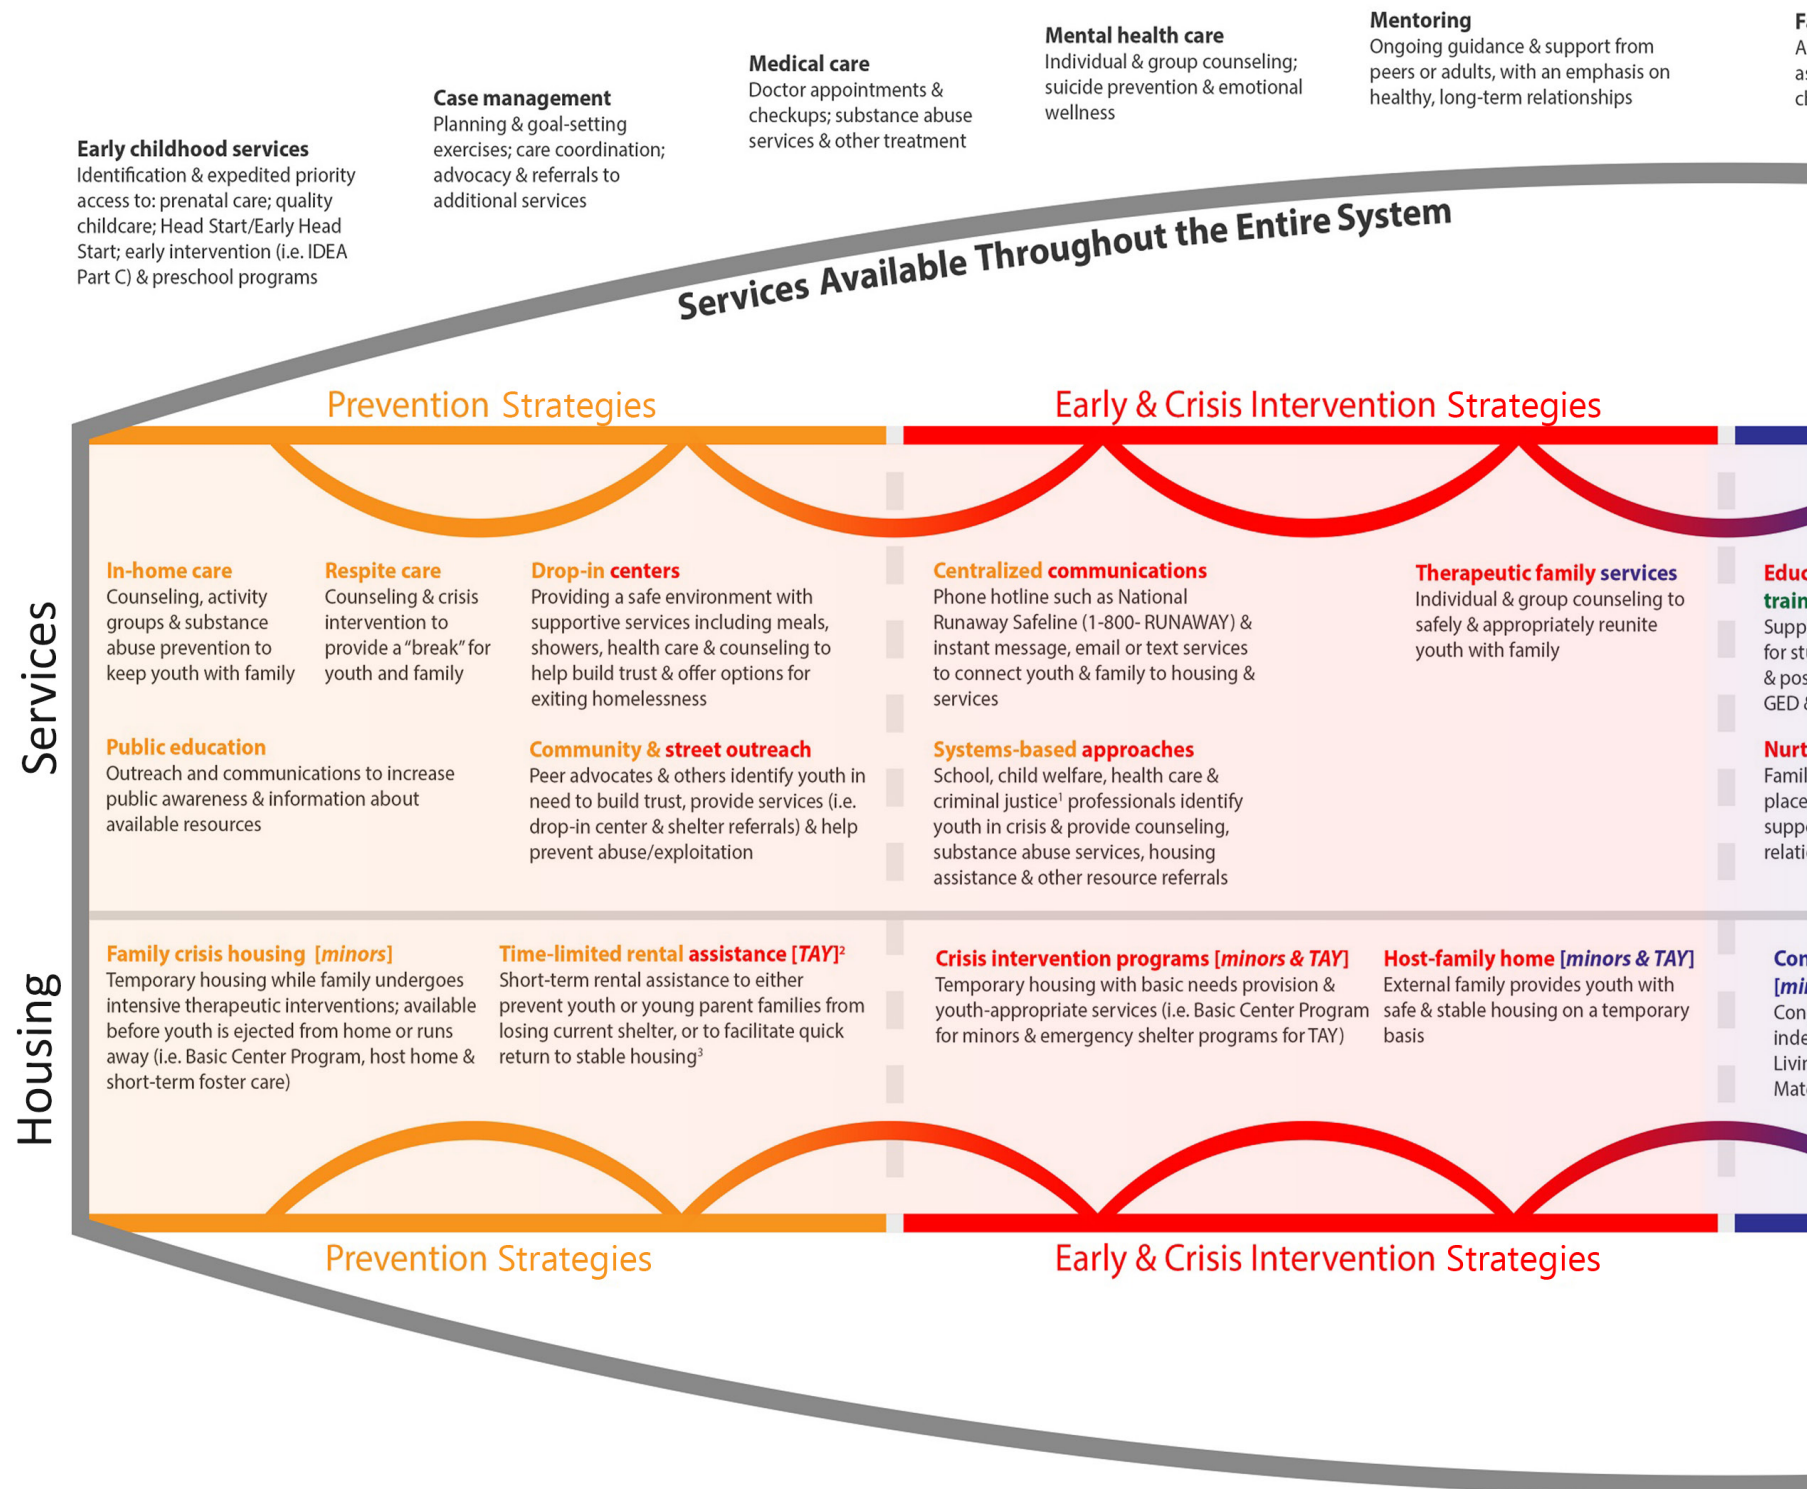 Early childhood services
Identification & expedited priority
access to: prenatal care; quality
childcare; Head Start/Early Head
Start; early intervention (i.e. IDEA
Part C) & preschool programs
Case management
Planning & goal-setting
exercises; care coordination;
advocacy & referrals to
additional services
Medical care
Doctor appointments &
checkups; substance abuse
services & other treatment
Mental health care
Individual & group counseling;
suicide prevention & emotional
wellness
Mentoring
Ongoing guidance & support from
peers or adults, with an emphasis on
healthy, long-term relationships
Services Available Throughout the Entire System
Prevention Strategies
Early & Crisis Intervention Strategies
Services
In-home care
Counseling, activity
groups & substance
abuse prevention to
keep youth with family
Respite care
Counseling & crisis
intervention to
provide a "break" for
youth and family
Drop-in centers
Providing a safe environment with
supportive services including meals,
showers, health care & counseling to
help build trust & offer options for
exiting homelessness
Centralized communications
Phone hotline such as National
Runaway Safeline (1-800- RUNAWAY) &
instant message, email or text services
to connect youth & family to housing &
services
Therapeutic family services
Individual & group counseling to
safely & appropriately reunite
youth with family
for
& pos
GED &
Public education
Outreach and communications to increase
public awareness & information about
available resources
Community & street outreach
Peer advocates & others identify youth in
need to build trust, provide services (i.e.
drop-in center & shelter referrals) & help
prevent abuse/exploitation
Systems-based approaches
School, child welfare, health care &
criminal justice¹ professionals identify
youth in crisis & provide counseling,
substance abuse services, housing
assistance & other resource referrals
Housing
Family crisis housing [minors]
Temporary housing while family undergoes
intensive therapeutic interventions; available
before youth is ejected from home or runs
away (i.e. Basic Center Program, host home &
short-term foster care)
Time-limited rental assistance [TAY]²
Short-term rental assistance to either
prevent youth or young parent families from
losing current shelter, or to facilitate quick
return to stable housing³
Crisis intervention programs [minors & TAY]
Temporary housing with basic needs provision &
youth-appropriate services (i.e. Basic Center Program
for minors & emergency shelter programs for TAY)
Host-family home [minors & TAY]
External family provides youth with
safe & stable housing on a temporary
basis
Prevention Strategies
Early & Crisis Intervention Strategies